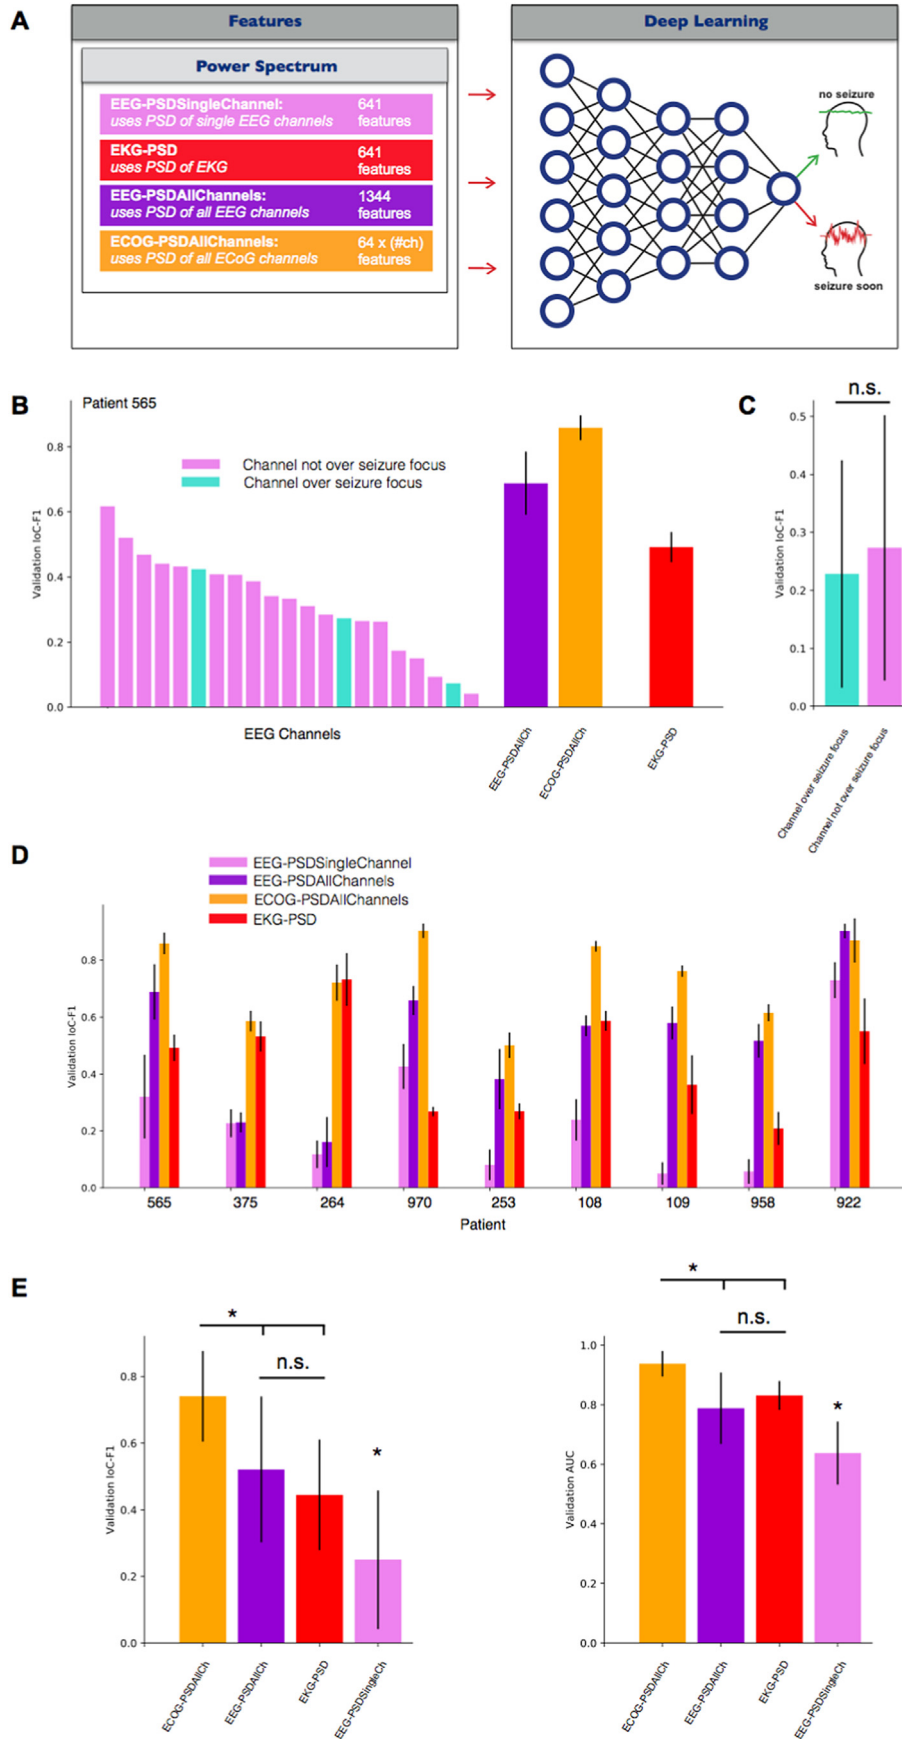 A
Features
Deep Learning
Power Spectrum
EEG-PSDSingleChannel:
uses PSD of single EEG channels
641
features
EKG-PSD
uses PSD of EKG
641
features
EEG-PSDAllChannels:
uses PSD of all EEG channels
1344
features
ECOG-PSDAllChannels:
uses PSD of all ECoG channels
64 x (#ch)
features
no seizure
seizure soon
B
Patient 565
Channel not over seizure focus
Channel over seizure focus
Validation IoC-F1
0.8
0.6
0.4
0.2
0.0
EEG Channels
EEG-PSDAllCh
ECOG-PSDAllCh
EKG-PSD
C
n.s.
Validation IoC-F1
0.5
0.4
0.3
0.2
0.1
0.0
Channel over seizure focus
Channel not over seizure focus
D
EEG-PSDSingleChannel
EEG-PSDAllChannels
ECOG-PSDAllChannels
EKG-PSD
Validation IoC-F1
0.8
0.6
0.4
0.2
0.0
565 375 264 970 253 108 109 958 922
Patient
E
*
n.s.
*
Validation IoC-F1
0.8
0.6
0.4
0.2
0.0
ECOG-PSDAllCh
EEG-PSDAllCh
EKG-PSD
EEG-PSDSingleCh
*
n.s.
*
Validation AUC
1.0
0.8
0.6
0.4
0.2
0.0
ECOG-PSDAllCh
EEG-PSDAllCh
EKG-PSD
EEG-PSDSingleCh